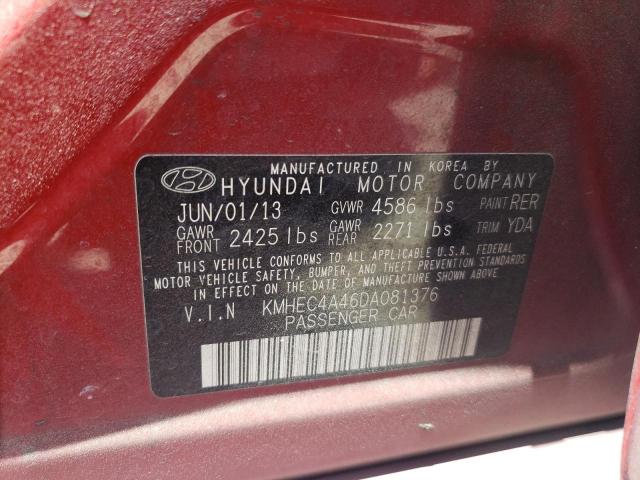 MANUFACTURED IN KOREA BY
HYUNDAI MOTOR COMPANY
JUN/01/13 GVWR 4586 lbs PAINT RER
GAWR FRONT 2425 lbs GAWR REAR 2271 lbs TRIM YDA
THIS VEHICLE CONFORMS TO ALL APPLICABLE U.S.A. FEDERAL
MOTOR VEHICLE SAFETY, BUMPER, AND THEFT PREVENTION STANDARDS
IN EFFECT ON THE DATE OF MANUFACTURE SHOWN ABOVE.
V.I.N KMHEC4A46DA081376
PASSENGER CAR